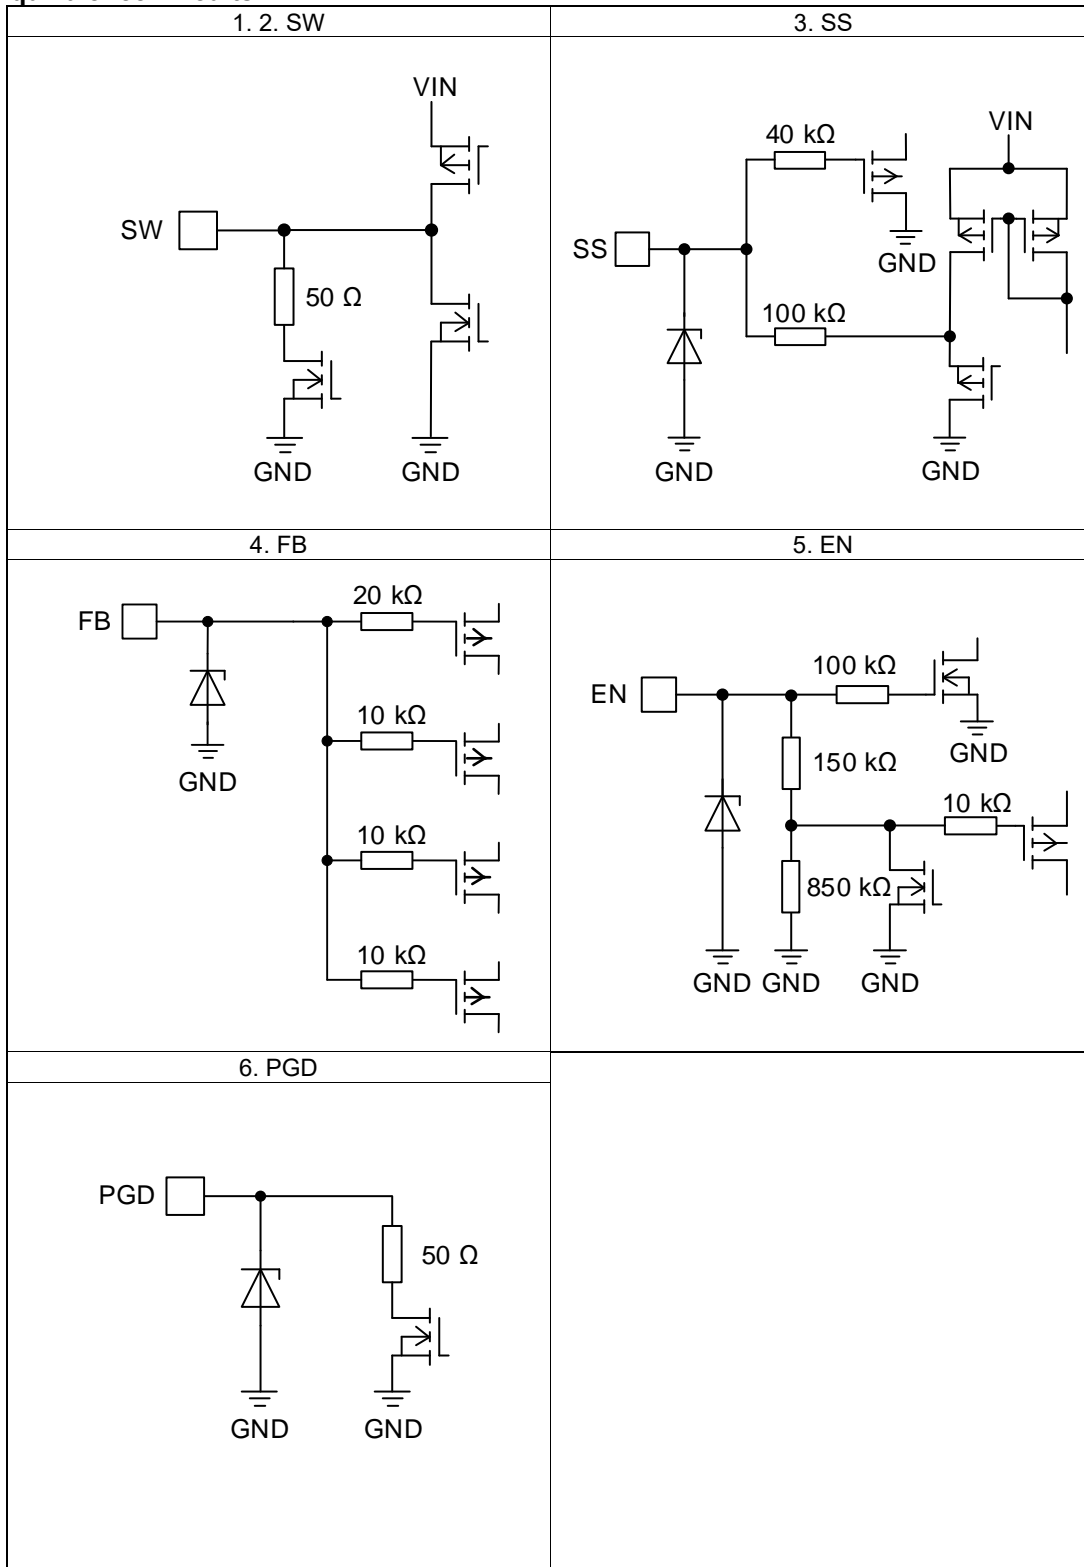 1. 2. SW
3. SS
VIN
SW
50 Ω
GND
GND
40 kΩ
VIN
SS
GND
100 kΩ
GND
GND
4. FB
5. EN
FB
20 kΩ
10 kΩ
GND
10 kΩ
10 kΩ
100 kΩ
EN
GND
150 kΩ
10 kΩ
850 kΩ
GND
GND
GND
6. PGD
PGD
50 Ω
GND
GND